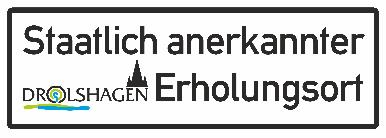 Staatlich anerkannter
DROLSHAGEN Erholungsort